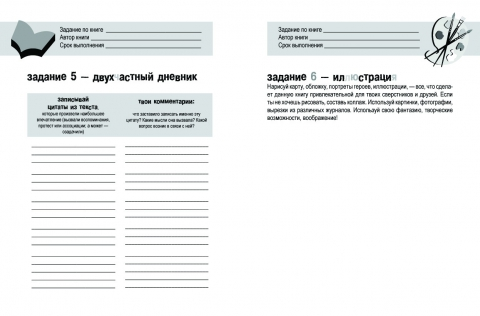 Задание по книге
Автор книги
Срок выполнения
задание 5 – двухчастный дневник
записывай
цитаты из текста,
которые произвели наибольшее
впечатление (вызвали воспоминания,
протест или ассоциации, а может —
озадачили)
твои комментарии:
что заставило записать именно эту
цитату? Какие мысли она вызвала? Какой
вопрос возник в связи с ней?
Задание по книге
Автор книги
Срок выполнения
задание 6 – иллюстрация
Нарисуй карту, обложку, портреты героев, иллюстрации, — все, что сдела-
ет данную книгу привлекательной для твоих сверстников и друзей. Если
ты не хочешь рисовать, составь коллаж. Используй картинки, фотографии,
вырезки из различных журналов. Используй свою фантазию, творческие
возможности, воображение!